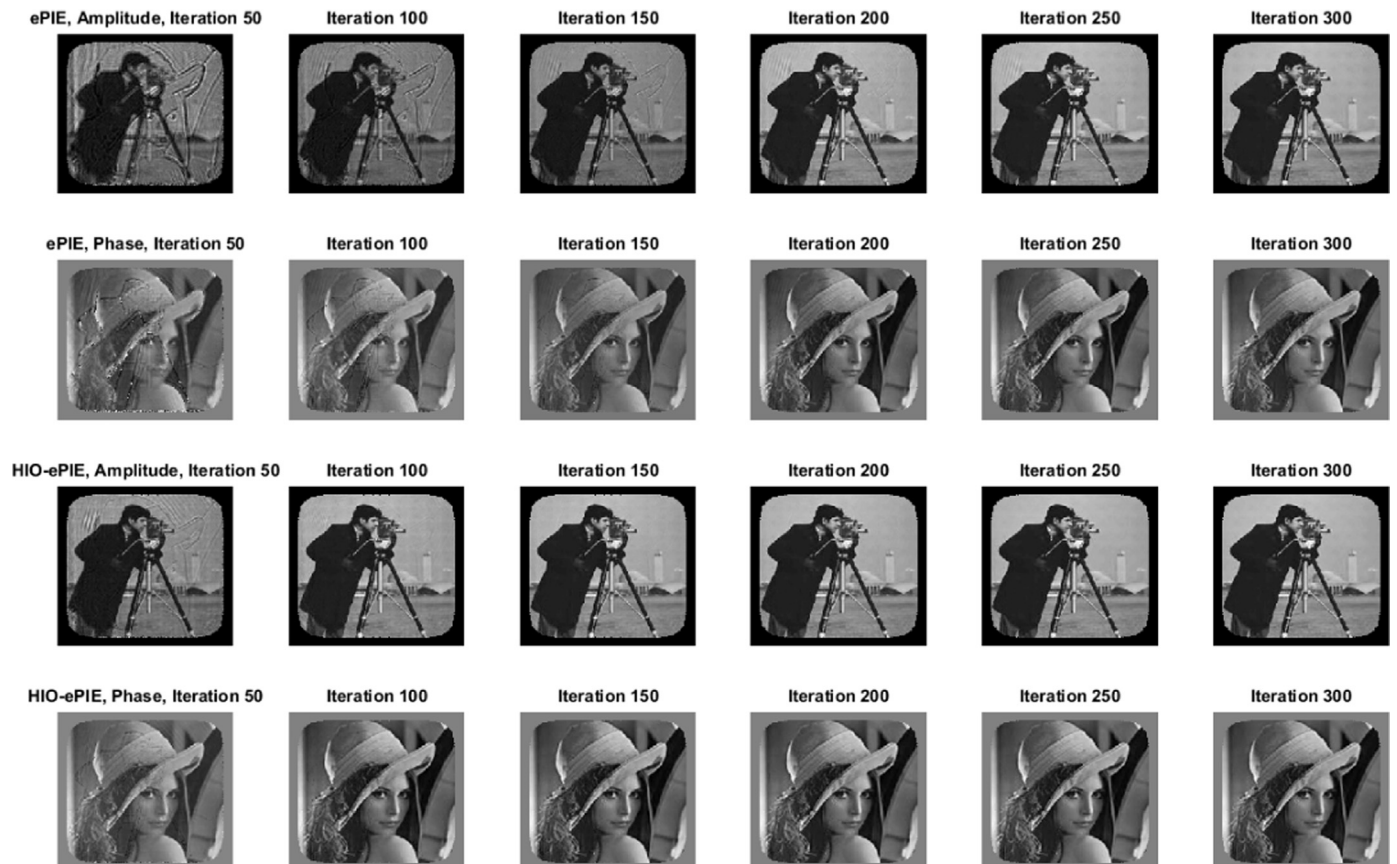 ePIE, Amplitude, Iteration 50
Iteration 100
Iteration 150
Iteration 200
Iteration 250
Iteration 300
ePIE, Phase, Iteration 50
Iteration 100
Iteration 150
Iteration 200
Iteration 250
Iteration 300
HIO-ePIE, Amplitude, Iteration 50
Iteration 100
Iteration 150
Iteration 200
Iteration 250
Iteration 300
HIO-ePIE, Phase, Iteration 50
Iteration 100
Iteration 150
Iteration 200
Iteration 250
Iteration 300